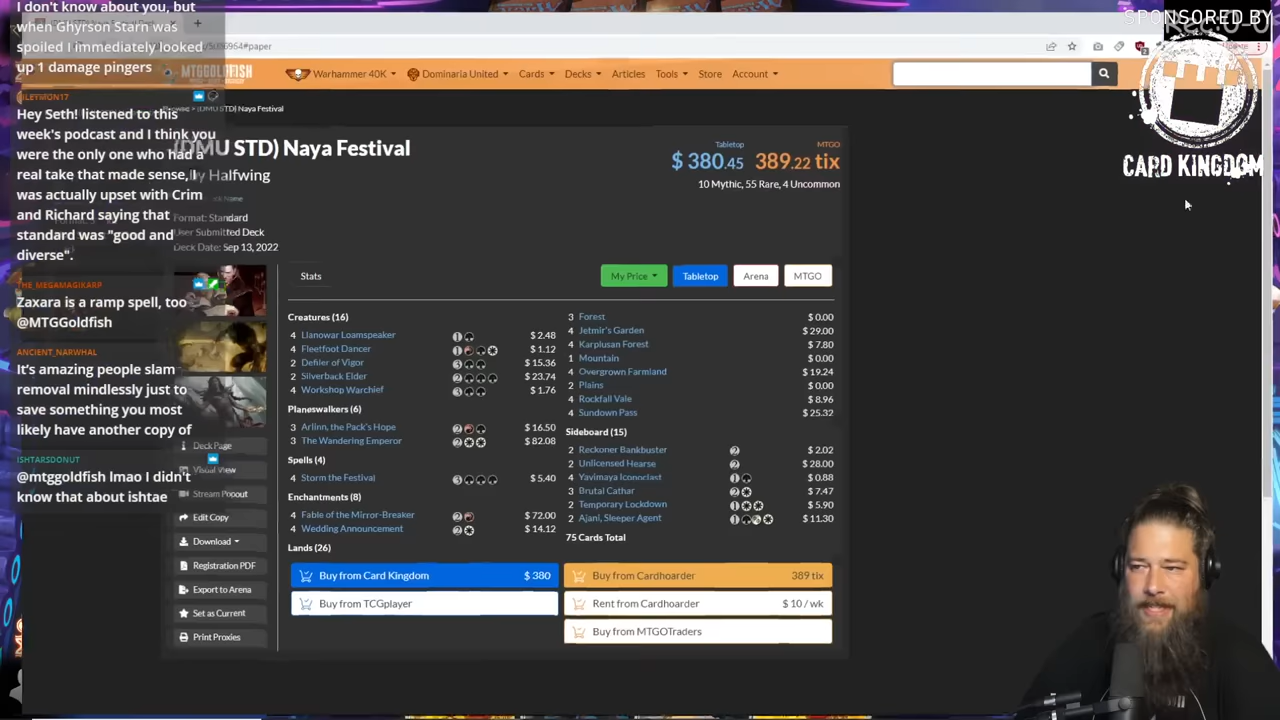 I don't know about you, but
when Ghyrson Starn was
spoiled I immediately looked
up 1 damage pingers
Hey Seth! listened to this
week's podcast and I think you
were the only one who had a
real take that made sense, I
was actually upset with Crim
and Richard saying that
standard was "good and
diverse".
THE_MEGAMAGIKARP
Zaxara is a ramp spell, too
@MTGGoldfish
ANCIENT_NARWHAL
It's amazing people slam
removal mindlessly just to
save something you most
likely have another copy of
ISHTARSDONUT
@mtggoldfish lmao I didn't
know that about ishtae
SPONSORED BY
CARD KINGDOM
#paper
MTGGOLDFISH
Warhammer 40K
Dominaria United
Cards
Decks
Articles
Tools
Store
Account
Naya Festival
(DMU STD) Naya Festival
by Halfwing
Format: Standard
User Submitted Deck
Deck Date: Sep 13, 2022
Tabletop
$ 380.45
MTGO
389.22 tix
10 Mythic, 55 Rare, 4 Uncommon
Stats
My Price
Tabletop
Arena
MTGO
Creatures (16)
4 Llanowar Loamspeaker $ 2.48
4 Fleetfoot Dancer $ 1.12
2 Defiler of Vigor $ 15.36
2 Silverback Elder $ 23.74
4 Workshop Warchief $ 1.76
Planeswalkers (6)
3 Arlinn, the Pack's Hope $ 16.50
3 The Wandering Emperor $ 82.08
Spells (4)
4 Storm the Festival $ 5.40
Enchantments (8)
4 Fable of the Mirror-Breaker $ 72.00
4 Wedding Announcement $ 14.12
Lands (26)
3 Forest $ 0.00
4 Jetmir's Garden $ 29.00
4 Karplusan Forest $ 7.80
1 Mountain $ 0.00
4 Overgrown Farmland $ 19.24
2 Plains $ 0.00
4 Rockfall Vale $ 8.96
4 Sundown Pass $ 25.32
Sideboard (15)
2 Reckoner Bankbuster $ 2.02
2 Unlicensed Hearse $ 28.00
4 Yavimaya Iconoclast $ 0.88
3 Brutal Cathar $ 7.47
2 Temporary Lockdown $ 5.90
2 Ajani, Sleeper Agent $ 11.30
75 Cards Total
Deck Page
Visual View
Stream Popout
Edit Copy
Download
Registration PDF
Export to Arena
Set as Current
Print Proxies
Buy from Card Kingdom $ 380
Buy from TCGplayer
Buy from Cardhoarder 389 tix
Rent from Cardhoarder $ 10 / wk
Buy from MTGOTraders